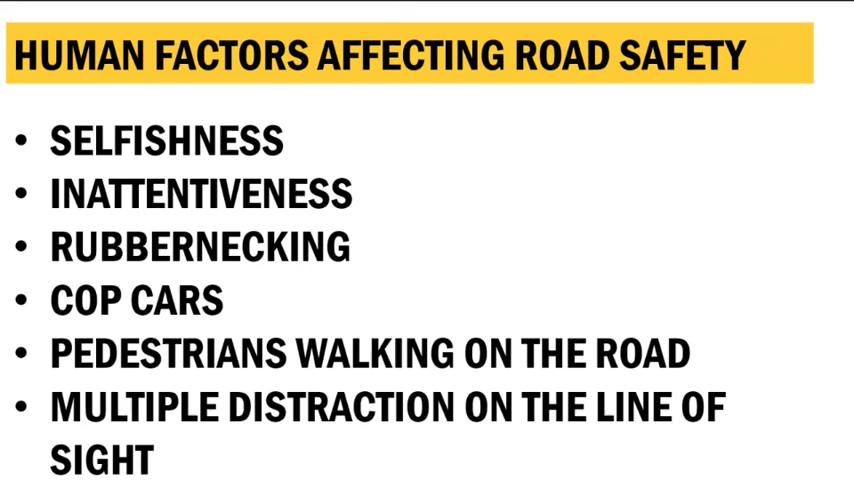 HUMAN FACTORS AFFECTING ROAD SAFETY
• SELFISHNESS
• INATTENTIVENESS
• RUBBERNECKING
• COP CARS
• PEDESTRIANS WALKING ON THE ROAD
• MULTIPLE DISTRACTION ON THE LINE OF
SIGHT